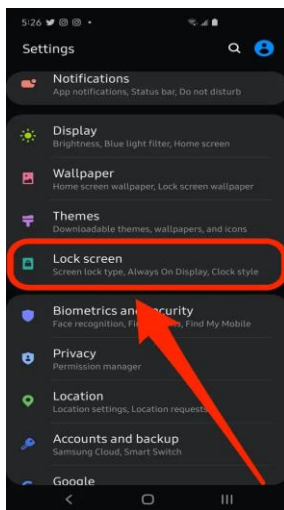 5:26
Settings
Notifications
App notifications, Status bar, Do not disturb
Display
Brightness, Blue light filter, Home screen
Wallpaper
Home screen wallpaper, Lock screen wallpaper
Themes
Downloadable themes, wallpapers, and icons
Lock screen
Screen lock type, Always On Display, Clock style
Biometrics and security
Face recognition, Find My Mobile
Privacy
Permission manager
Location
Location settings, Location requests
Accounts and backup
Samsung Cloud, Smart Switch
Google